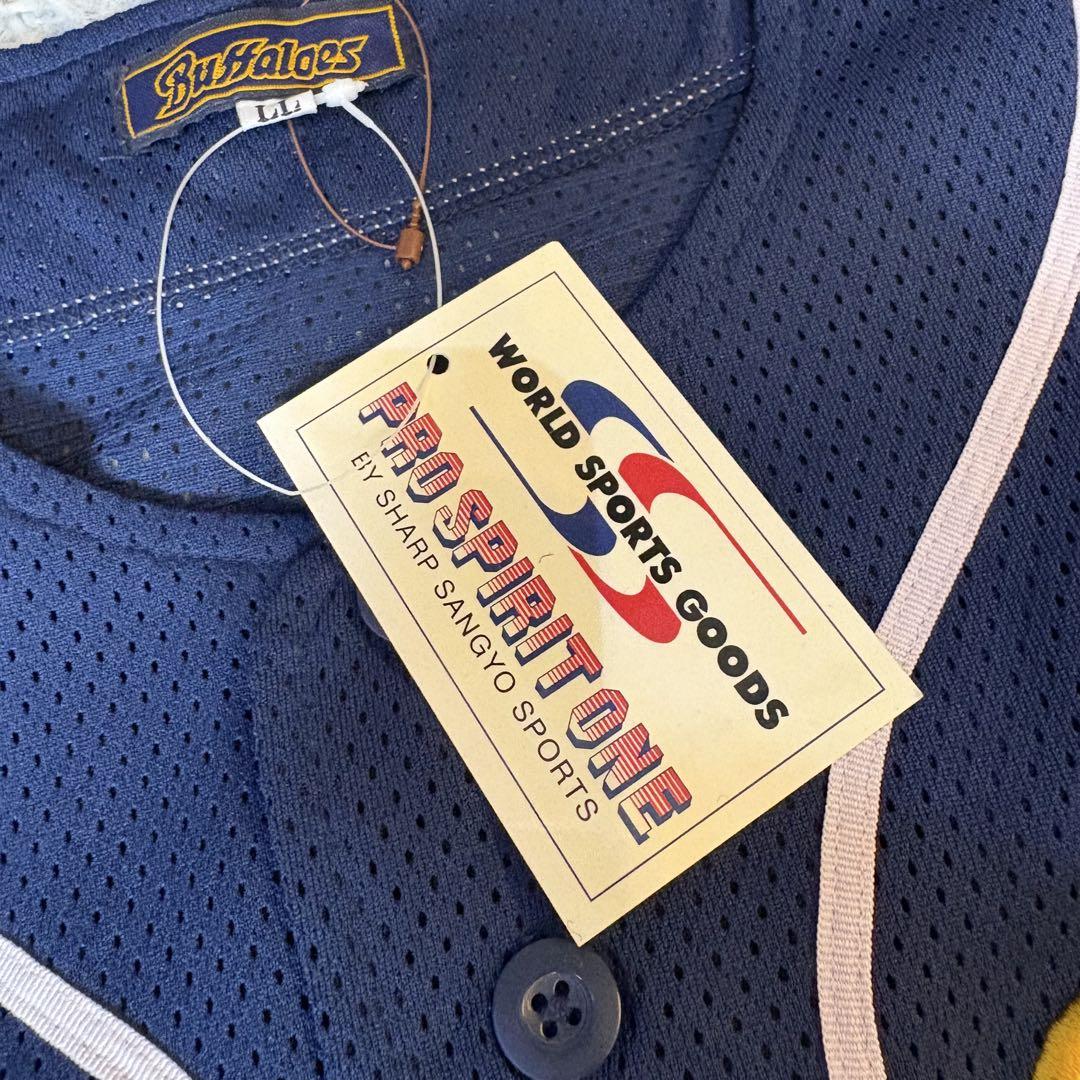 Buffaloes
LL
WORLD SPORTS GOODS
PRO SPIRIT ONE
BY SHARP SANGYO SPORTS